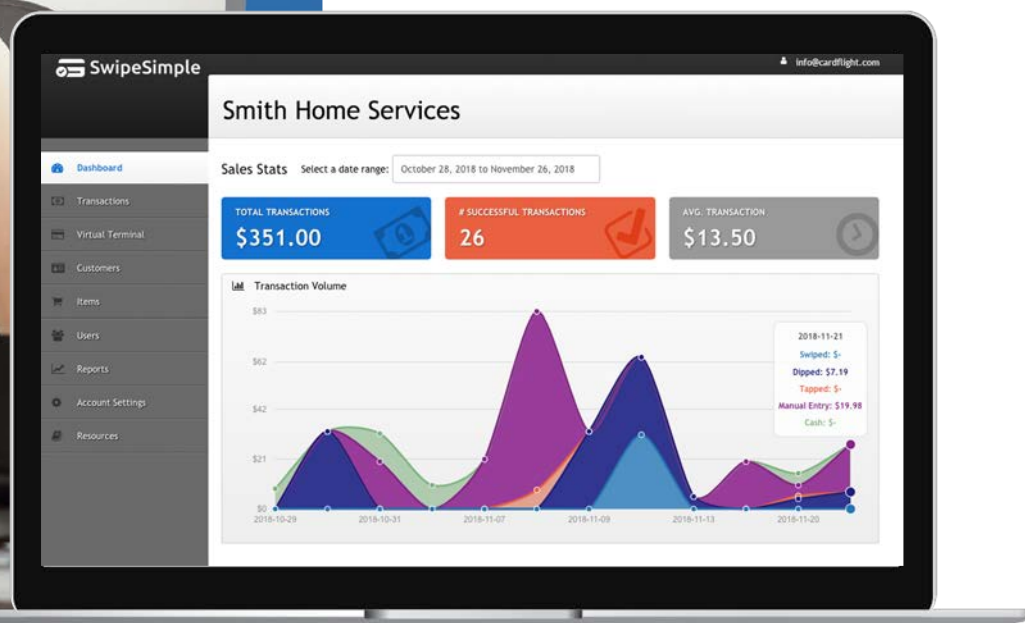 SwipeSimple
info@cardflight.com
Smith Home Services
Dashboard
Transactions
Virtual Terminal
Customers
Items
Users
Reports
Account Settings
Resources
Sales Stats Select a date range: October 28, 2018 to November 26, 2018
TOTAL TRANSACTIONS
$351.00
# SUCCESSFUL TRANSACTIONS
26
AVG. TRANSACTION
$13.50
Transaction Volume
$83
$62
$42
$21
$0
2018-10-29 2018-10-31 2018-11-07 2018-11-09 2018-11-13 2018-11-20
2018-11-21
Swiped: $-
Dipped: $7.19
Tapped: $-
Manual Entry: $19.98
Cash: $-